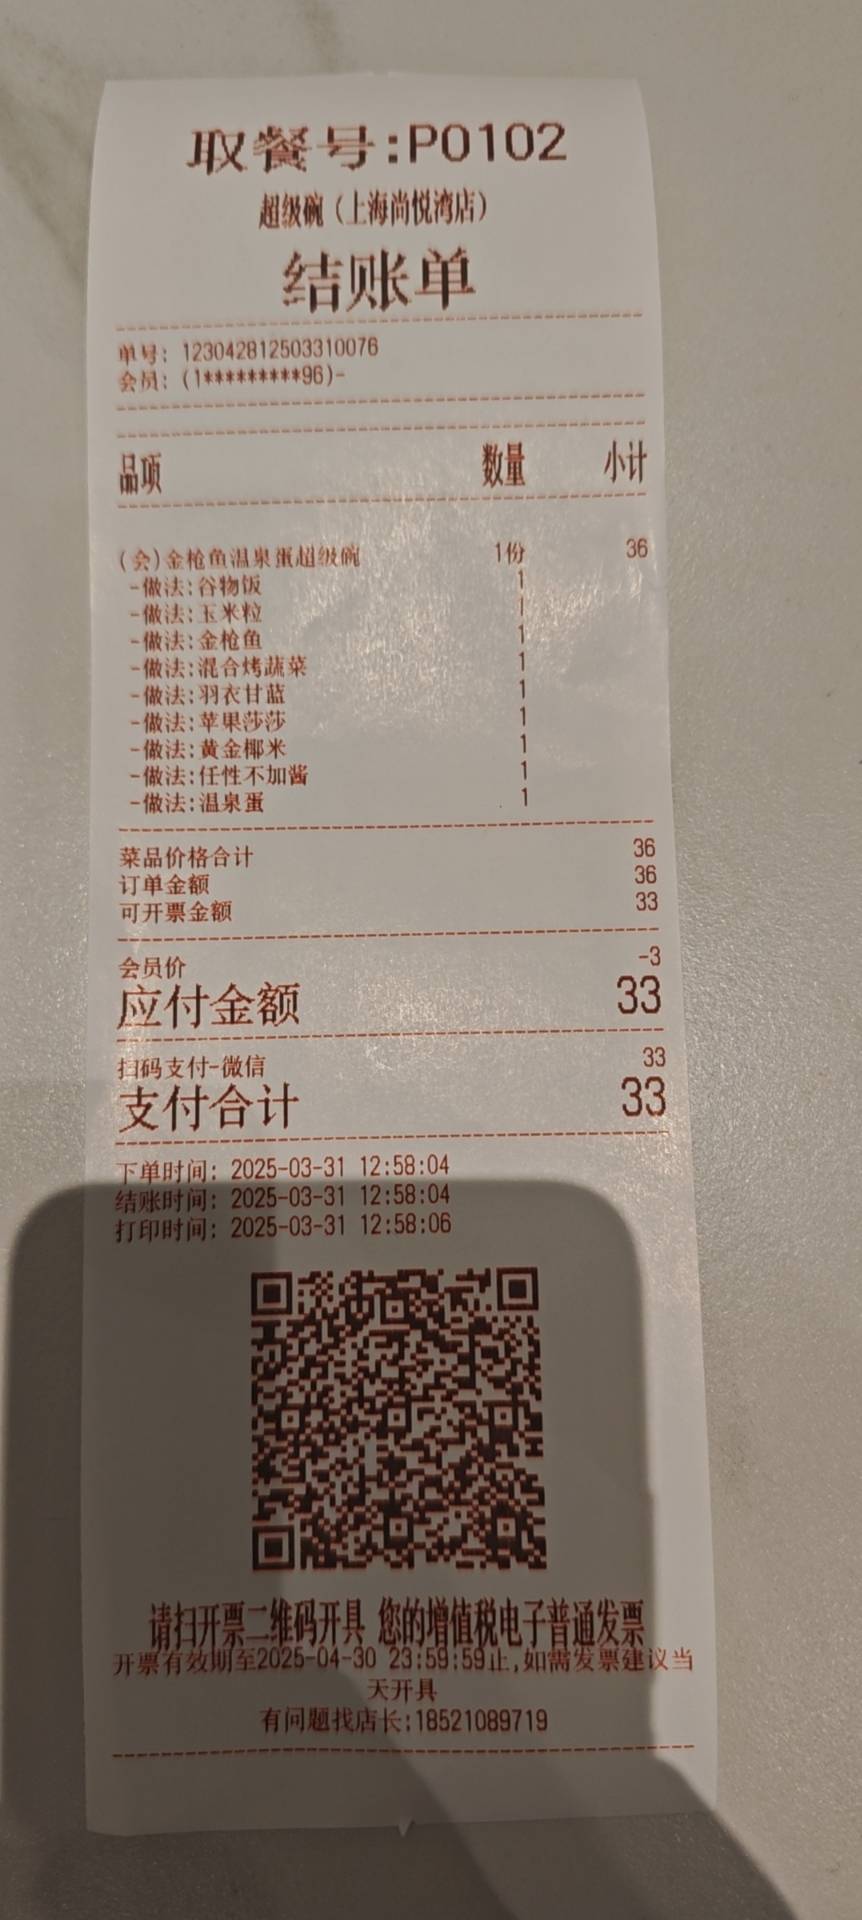 取餐号:P0102
超级碗（上海尚悦湾店）
结账单
单号: 123042812503310076
会员: (1*********96)-
品项 数量 小计
(会)金枪鱼温泉蛋超级碗 1份 36
-做法:谷物饭 1
-做法:玉米粒 1
-做法:金枪鱼 1
-做法:混合烤蔬菜 1
-做法:羽衣甘蓝 1
-做法:苹果莎莎 1
-做法:黄金椰米 1
-做法:任性不加酱 1
-做法:温泉蛋 1
菜品价格合计 36
订单金额 36
可开票金额 33
会员价 -3
应付金额 33
扫码支付-微信 33
支付合计 33
下单时间: 2025-03-31 12:58:04
结账时间: 2025-03-31 12:58:04
打印时间: 2025-03-31 12:58:06
请扫开票二维码开具 您的增值税电子普通发票
开票有效期至2025-04-30 23:59:59止,如需发票建议当
天开具
有问题找店长:18521089719